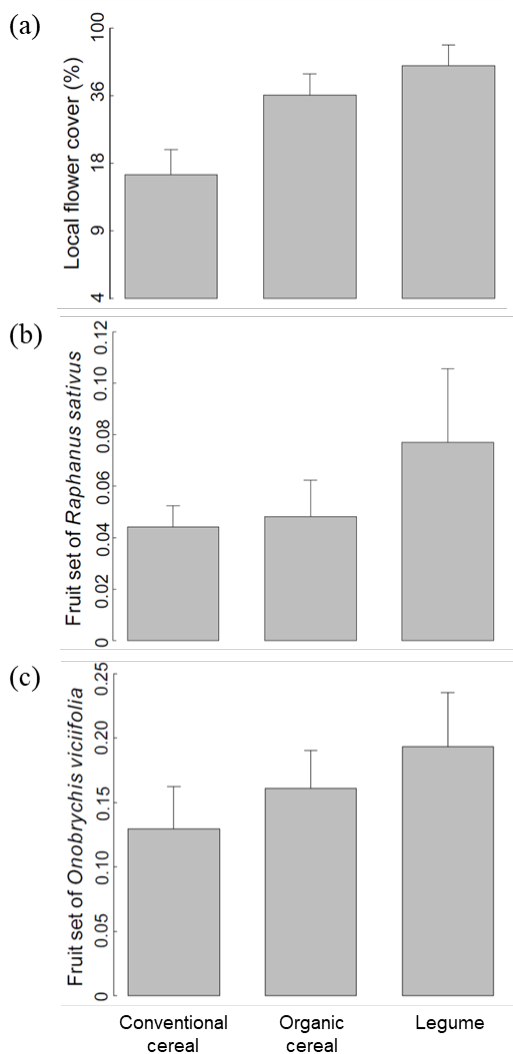 (a)
Local flower cover (%)
100
36
18
9
4
(b)
Fruit set of Raphanus sativus
0.12
0.10
0.08
0.06
0.04
0.02
0
(c)
Fruit set of Onobrychis viciifolia
0.25
0.20
0.15
0.10
0.05
0
Conventional Organic Legume
cereal cereal